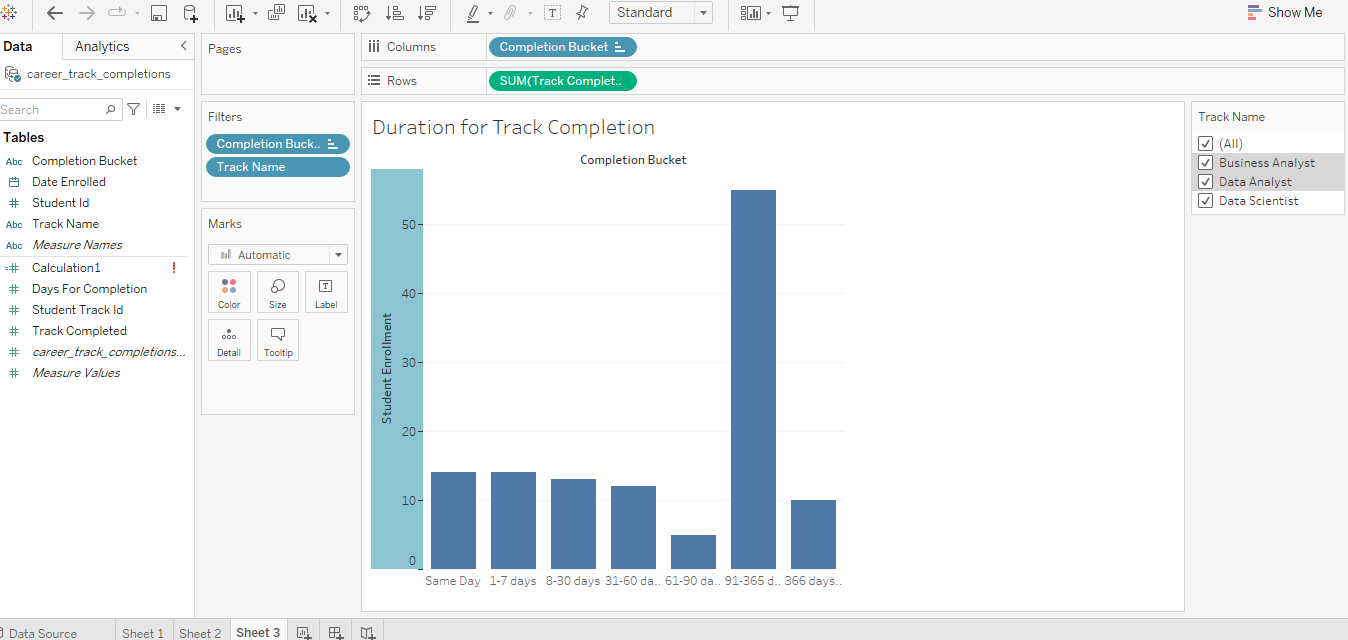 Standard
Show Me
Data
Analytics
career_track_completions
Search
Tables
Abc Completion Bucket
Date Enrolled
# Student Id
Abc Track Name
Abc Measure Names
=# Calculation1 !
# Days For Completion
# Student Track Id
# Track Completed
# career_track_completions...
# Measure Values
Pages
Filters
Completion Buck..
Track Name
Marks
Automatic
Color
Size
Label
Detail
Tooltip
Columns
Completion Bucket
Rows
SUM(Track Complet..
Duration for Track Completion
Completion Bucket
Student Enrollment
50
40
30
20
10
0
Same Day 1-7 days 8-30 days 31-60 da.. 61-90 da.. 91-365 d.. 366 days..
Track Name
(All)
Business Analyst
Data Analyst
Data Scientist
Data Source
Sheet 1
Sheet 2
Sheet 3